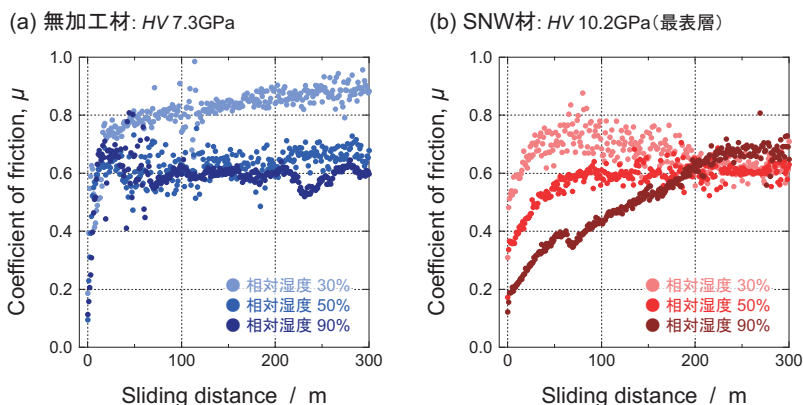 (a) 無加工材: HV 7.3GPa
1.0
0.8
0.6
0.4
0.2
0.0
Coefficient of friction, μ
相対湿度 30%
相対湿度 50%
相対湿度 90%
0
100
200
300
Sliding distance / m
(b) SNW材: HV 10.2GPa（最表層）
1.0
0.8
0.6
0.4
0.2
0.0
Coefficient of friction, μ
相対湿度 30%
相対湿度 50%
相対湿度 90%
0
100
200
300
Sliding distance / m